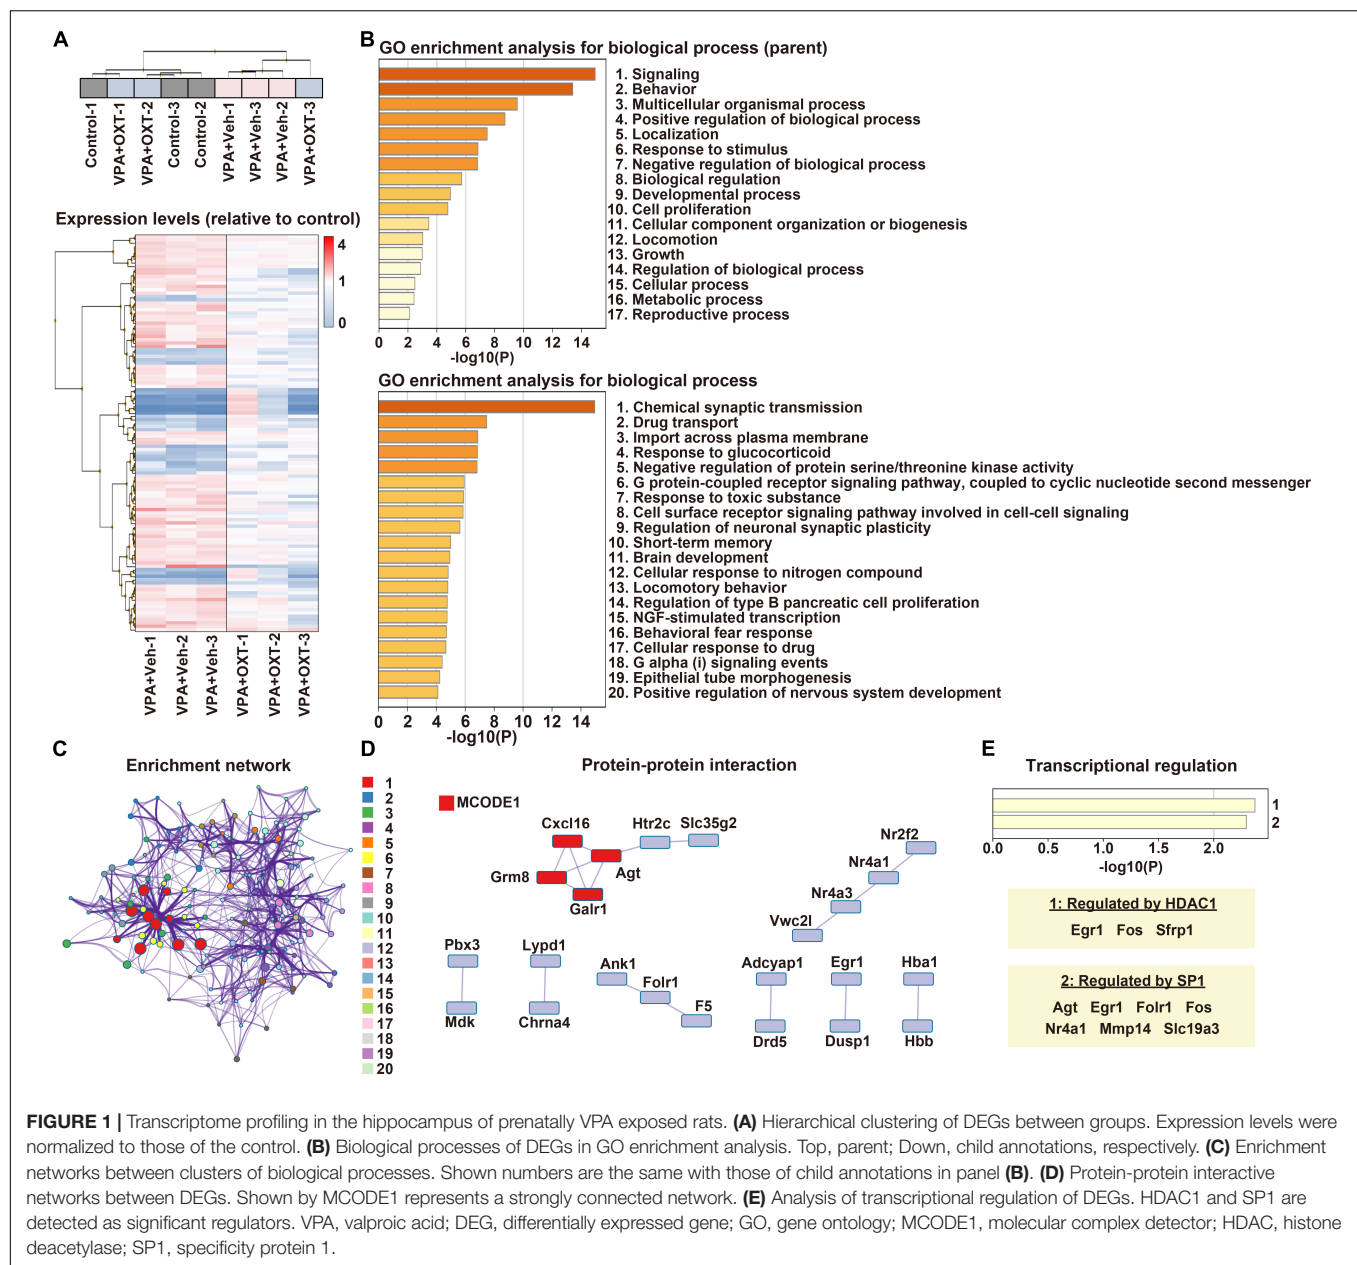 A
Control-1
VPA+OXT-1
VPA+OXT-2
Control-3
Control-2
VPA+Veh-1
VPA+Veh-3
VPA+Veh-2
VPA+OXT-3
Expression levels (relative to control)
4
1
0
VPA+Veh-1
VPA+Veh-2
VPA+Veh-3
VPA+OXT-1
VPA+OXT-2
VPA+OXT-3
B
GO enrichment analysis for biological process (parent)
1. Signaling
2. Behavior
3. Multicellular organismal process
4. Positive regulation of biological process
5. Localization
6. Response to stimulus
7. Negative regulation of biological process
8. Biological regulation
9. Developmental process
10. Cell proliferation
11. Cellular component organization or biogenesis
12. Locomotion
13. Growth
14. Regulation of biological process
15. Cellular process
16. Metabolic process
17. Reproductive process
0 2 4 6 8 10 12 14
-log10(P)
GO enrichment analysis for biological process
1. Chemical synaptic transmission
2. Drug transport
3. Import across plasma membrane
4. Response to glucocorticoid
5. Negative regulation of protein serine/threonine kinase activity
6. G protein-coupled receptor signaling pathway, coupled to cyclic nucleotide second messenger
7. Response to toxic substance
8. Cell surface receptor signaling pathway involved in cell-cell signaling
9. Regulation of neuronal synaptic plasticity
10. Short-term memory
11. Brain development
12. Cellular response to nitrogen compound
13. Locomotory behavior
14. Regulation of type B pancreatic cell proliferation
15. NGF-stimulated transcription
16. Behavioral fear response
17. Cellular response to drug
18. G alpha (i) signaling events
19. Epithelial tube morphogenesis
20. Positive regulation of nervous system development
0 2 4 6 8 10 12 14
-log10(P)
C
Enrichment network
1
2
3
4
5
6
7
8
9
10
11
12
13
14
15
16
17
18
19
20
D
Protein-protein interaction
MCODE1
Cxcl16
Htr2c
Slc35g2
Agt
Grm8
Galr1
Nr2f2
Nr4a1
Nr4a3
Vwc2l
Pbx3
Mdk
Lypd1
Chrna4
Ank1
Folr1
F5
Adcyap1
Drd5
Egr1
Dusp1
Hba1
Hbb
E
Transcriptional regulation
1
2
0.0 0.5 1.0 1.5 2.0
-log10(P)
1: Regulated by HDAC1
Egr1 Fos Sfrp1
2: Regulated by SP1
Agt Egr1 Folr1 Fos
Nr4a1 Mmp14 Slc19a3
FIGURE 1 | Transcriptome profiling in the hippocampus of prenatally VPA exposed rats. (A) Hierarchical clustering of DEGs between groups. Expression levels were
normalized to those of the control. (B) Biological processes of DEGs in GO enrichment analysis. Top, parent; Down, child annotations, respectively. (C) Enrichment
networks between clusters of biological processes. Shown numbers are the same with those of child annotations in panel (B). (D) Protein-protein interactive
networks between DEGs. Shown by MCODE1 represents a strongly connected network. (E) Analysis of transcriptional regulation of DEGs. HDAC1 and SP1 are
detected as significant regulators. VPA, valproic acid; DEG, differentially expressed gene; GO, gene ontology; MCODE1, molecular complex detector; HDAC, histone
deacetylase; SP1, specificity protein 1.